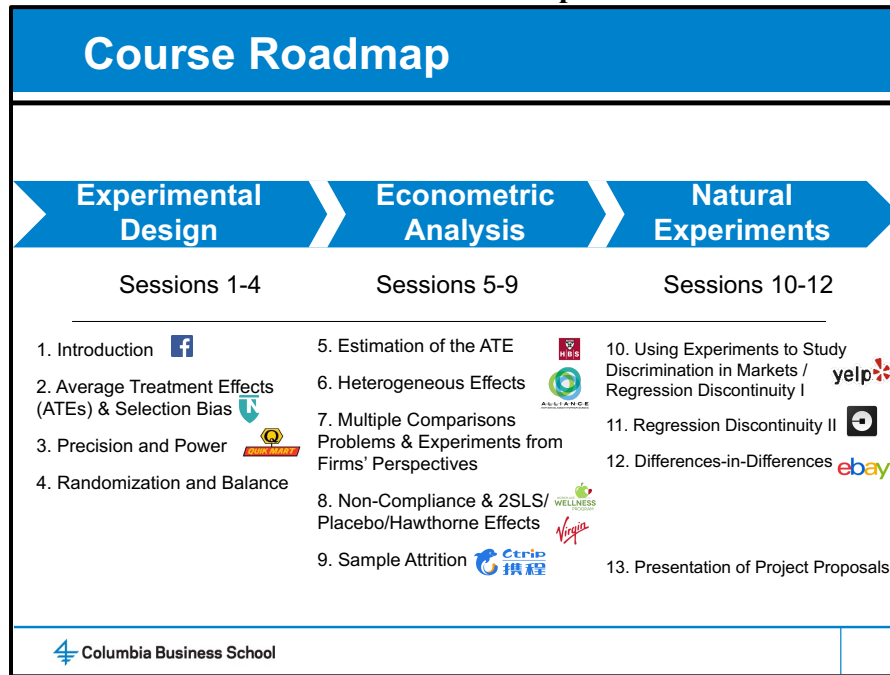 Course Roadmap
Experimental
Design
Econometric
Analysis
Natural
Experiments
Sessions 1-4
Sessions 5-9
Sessions 10-12
1. Introduction
2. Average Treatment Effects
(ATEs) & Selection Bias
3. Precision and Power
Q
QUIK MART
4. Randomization and Balance
5. Estimation of the ATE
HBS
6. Heterogeneous Effects
ALLIANCE
7. Multiple Comparisons
Problems & Experiments from
Firms' Perspectives
8. Non-Compliance & 2SLS/
Placebo/Hawthorne Effects
WELLNESS
PROGRAM
Virgin
9. Sample Attrition
Ctrip
携程
10. Using Experiments to Study
Discrimination in Markets /
Regression Discontinuity I
yelp
11. Regression Discontinuity II
12. Differences-in-Differences
ebay
13. Presentation of Project Proposals
Columbia Business School